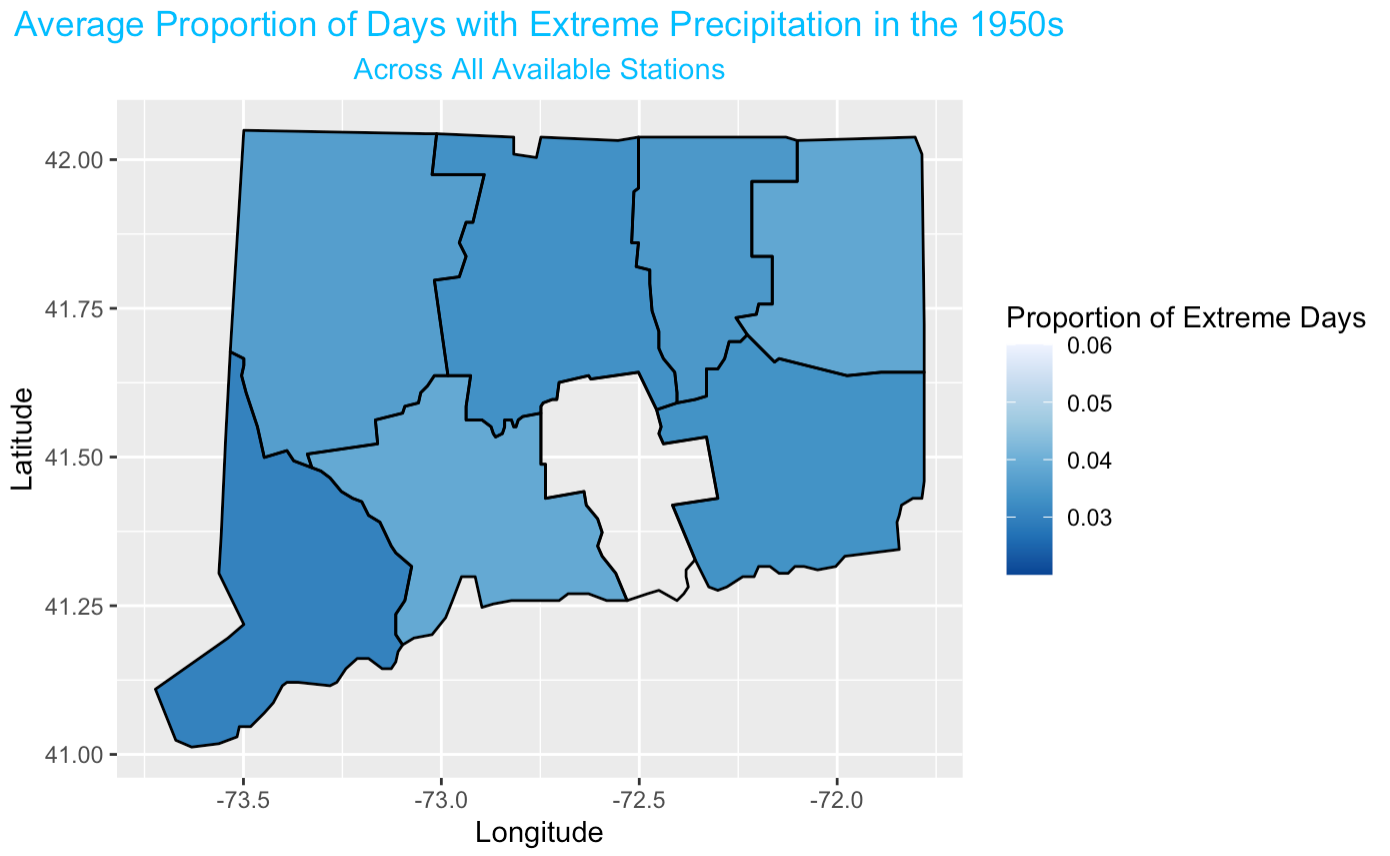 Average Proportion of Days with Extreme Precipitation in the 1950s
Across All Available Stations
42.00
41.75
41.50
41.25
41.00
Latitude
-73.5
-73.0
-72.5
-72.0
Longitude
Proportion of Extreme Days
0.06
0.05
0.04
0.03